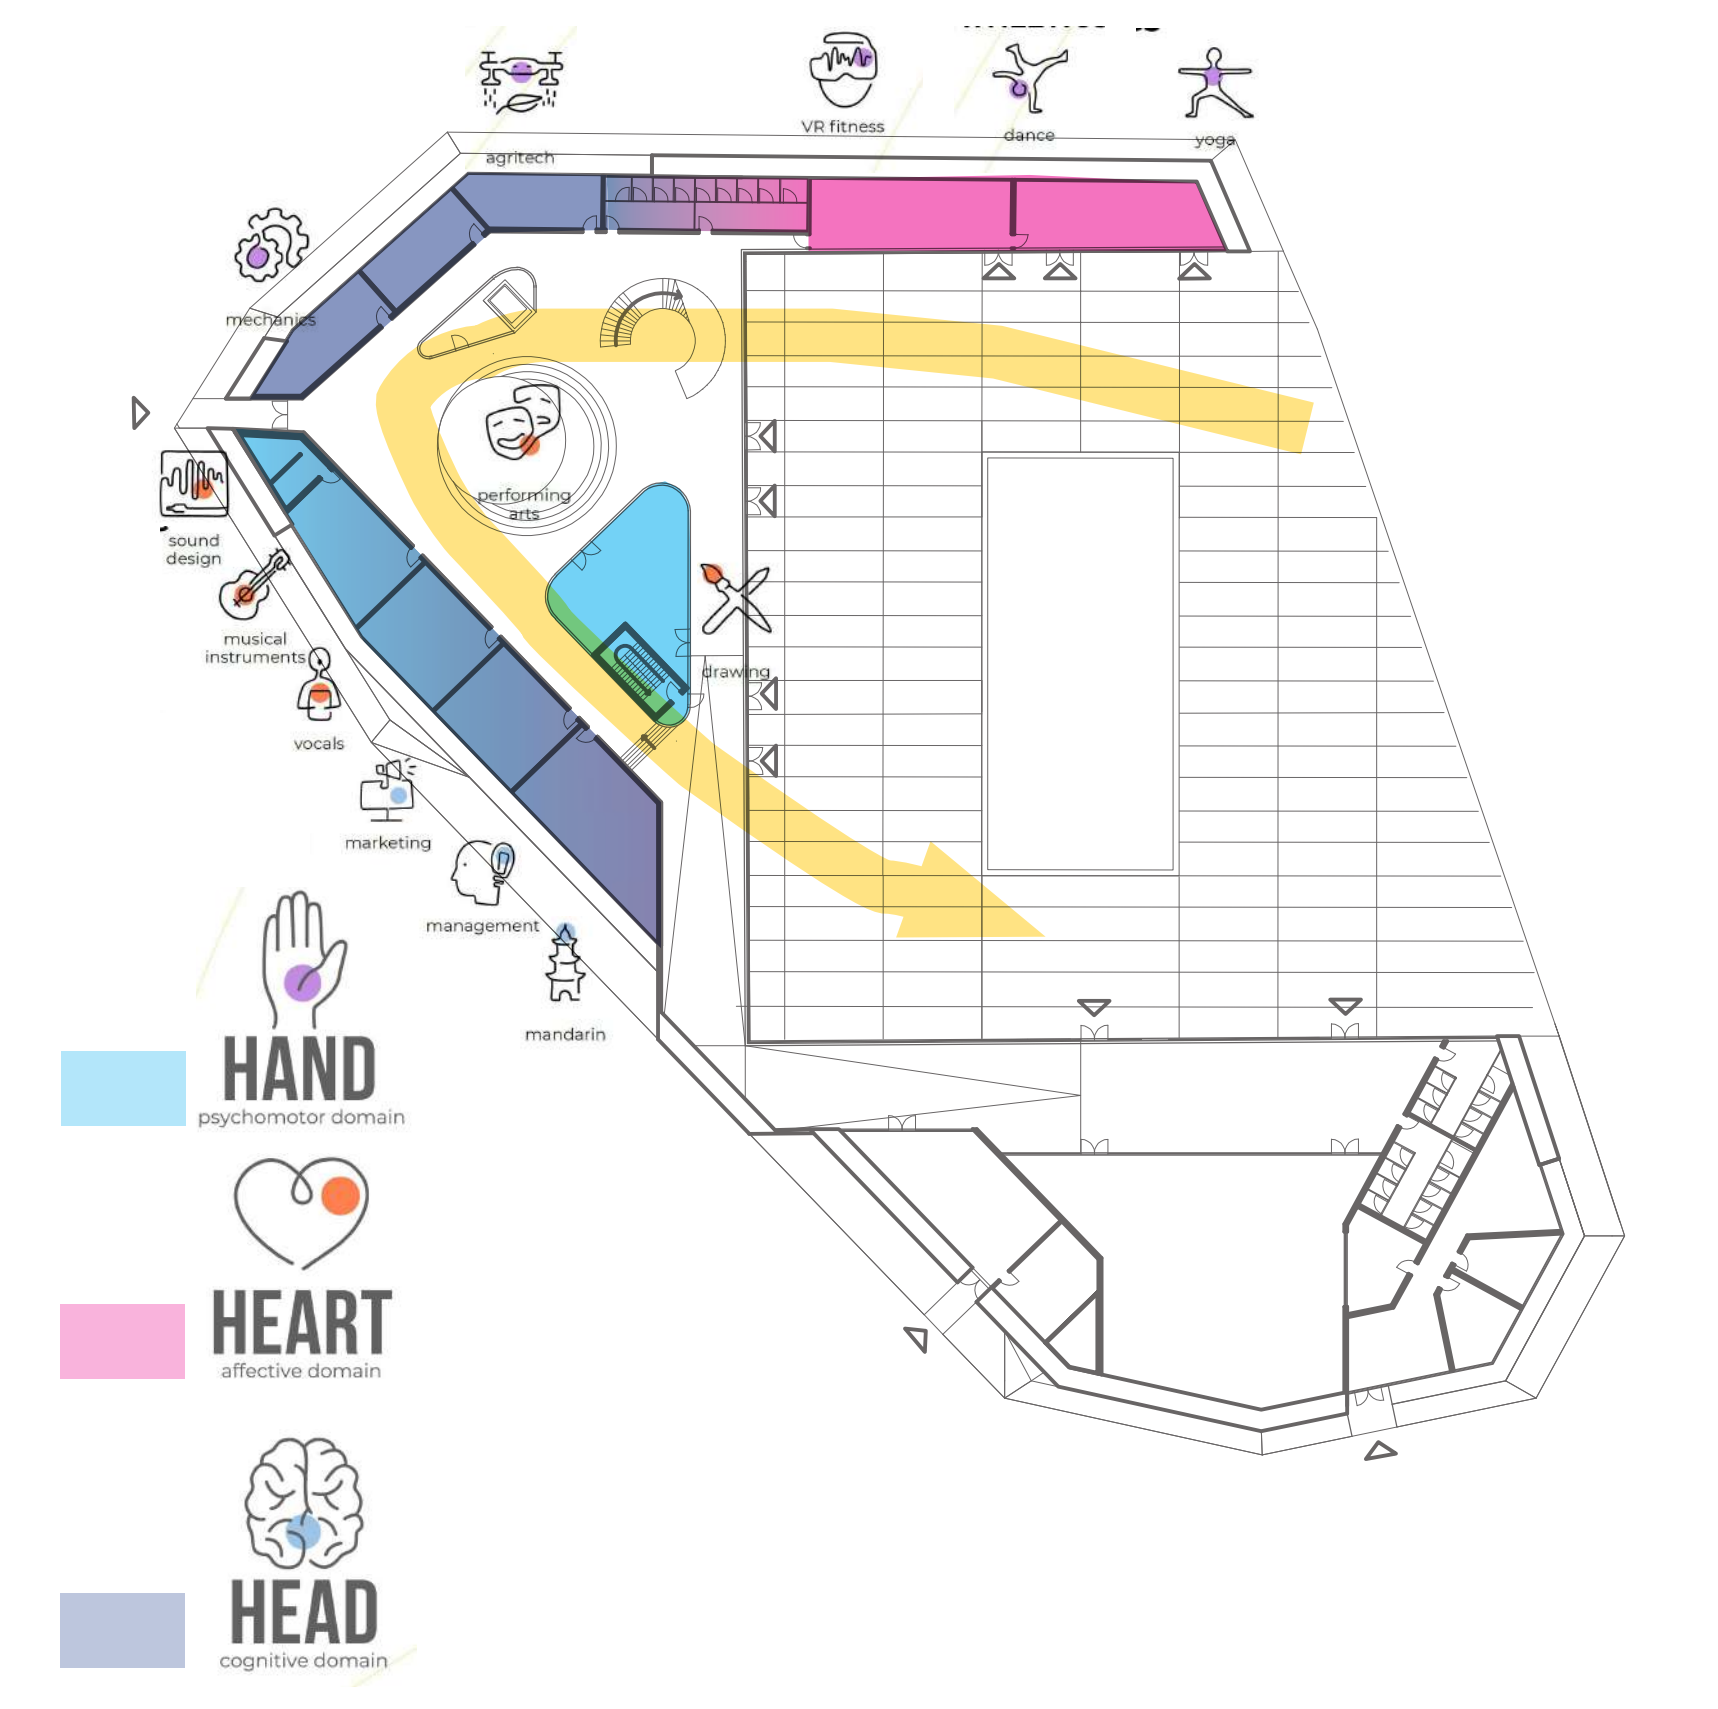 VR fitness
dance
yoga
agritech
mechanics
performing
arts
sound
design
musical
instruments
drawing
vocals
marketing
management
mandarin
HAND
psychomotor domain
HEART
affective domain
HEAD
cognitive domain